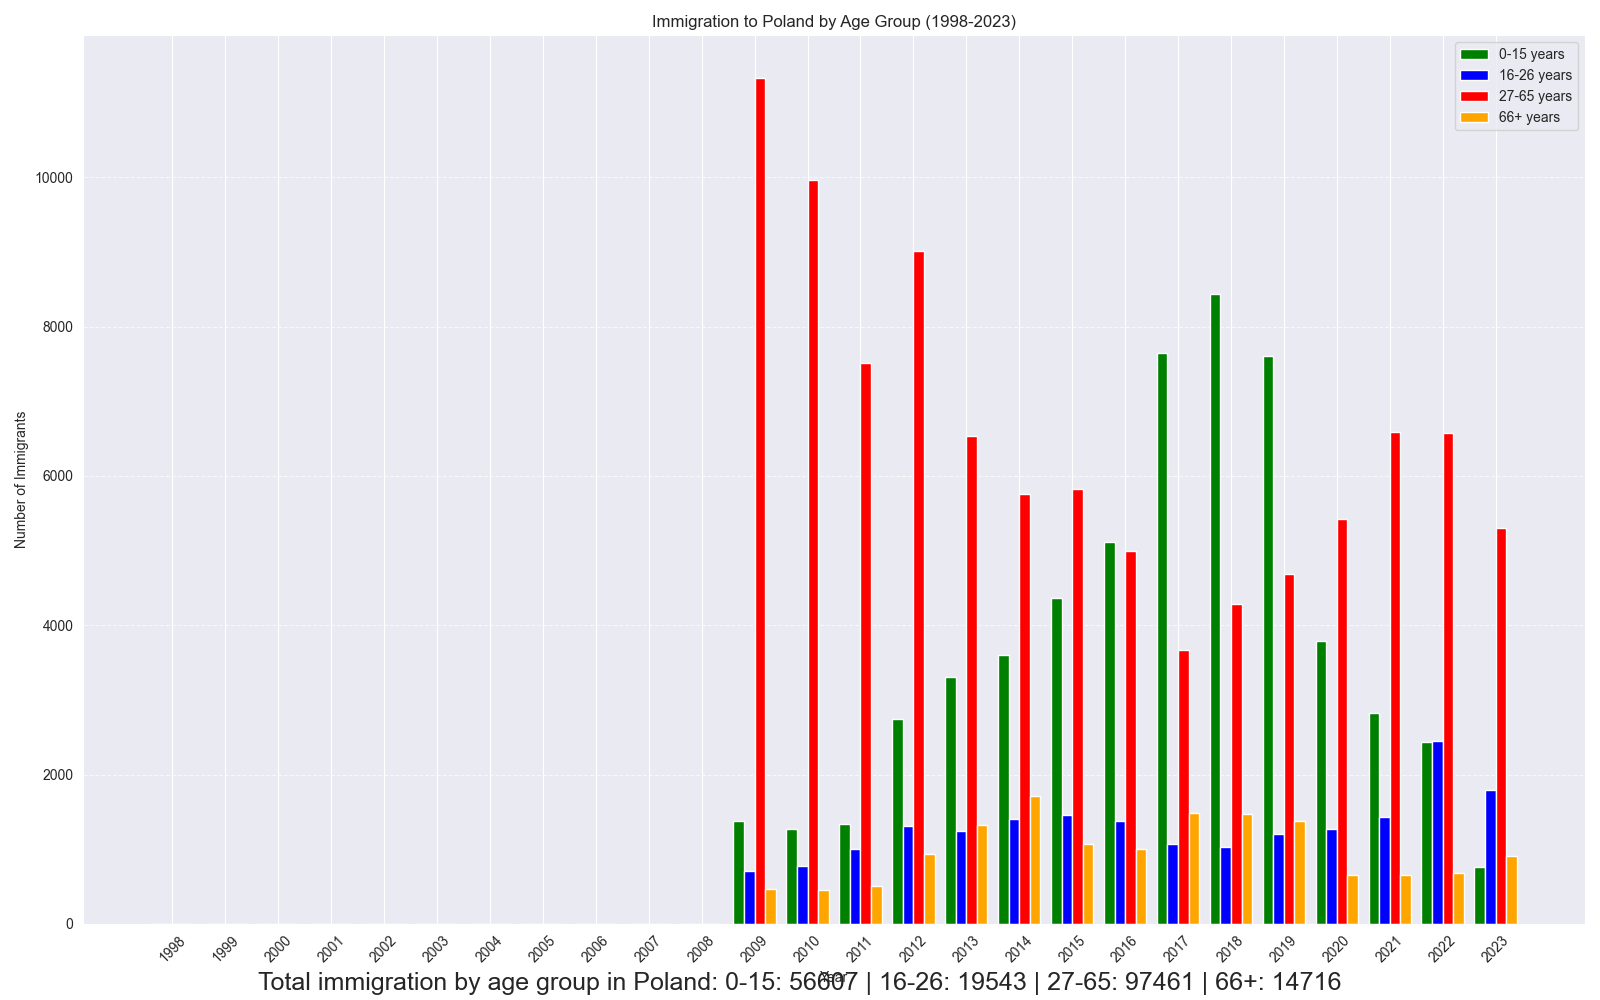 Immigration to Poland by Age Group (1998-2023)
0-15 years
16-26 years
27-65 years
66+ years
Number of Immigrants
10000
8000
6000
4000
2000
0
1998 1999 2000 2001 2002 2003 2004 2005 2006 2007 2008 2009 2010 2011 2012 2013 2014 2015 2016 2017 2018 2019 2020 2021 2022 2023
Year
Total immigration by age group in Poland: 0-15: 56607 | 16-26: 19543 | 27-65: 97461 | 66+: 14716